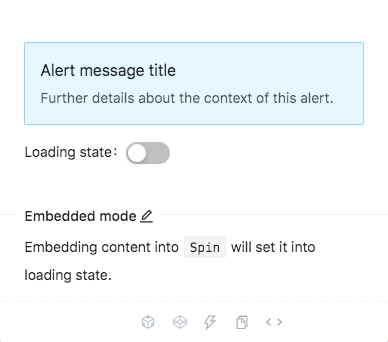 Alert message title
Further details about the context of this alert.
Loading state：
Embedded mode
Embedding content into Spin will set it into
loading state.